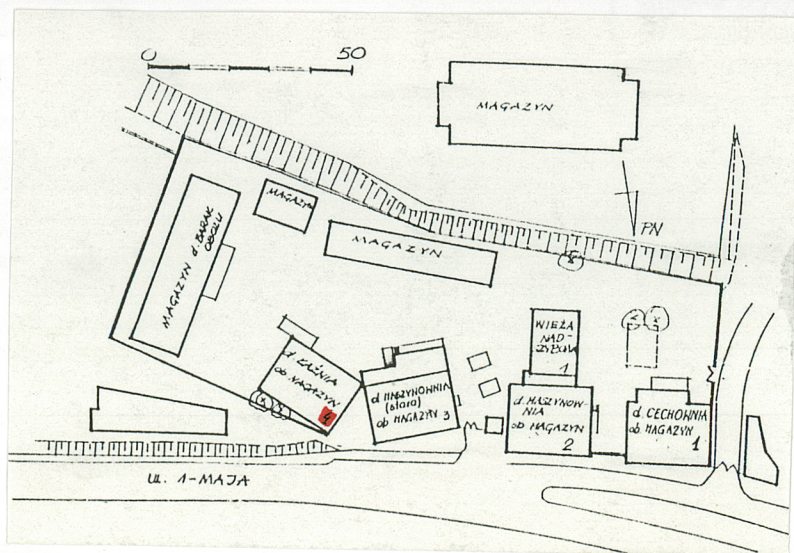 0 50
MAGAZYN
PN
MAGAZYN d. BARAK
OBOZU
MAGAZYN
MAGAZYN
WIEŻA
NAD-
SZYBOWA
1
d. ŁAŹNIA
ob MAGAZYN
4
d MASZYNOWNIA
(stara)
ob MAGAZYN 3
d. MASZYNOW-
NIA
ob MAGAZYN
2
d. CECHOWNIA
ob. MAGAZYN
1
UL. 1-MAJA